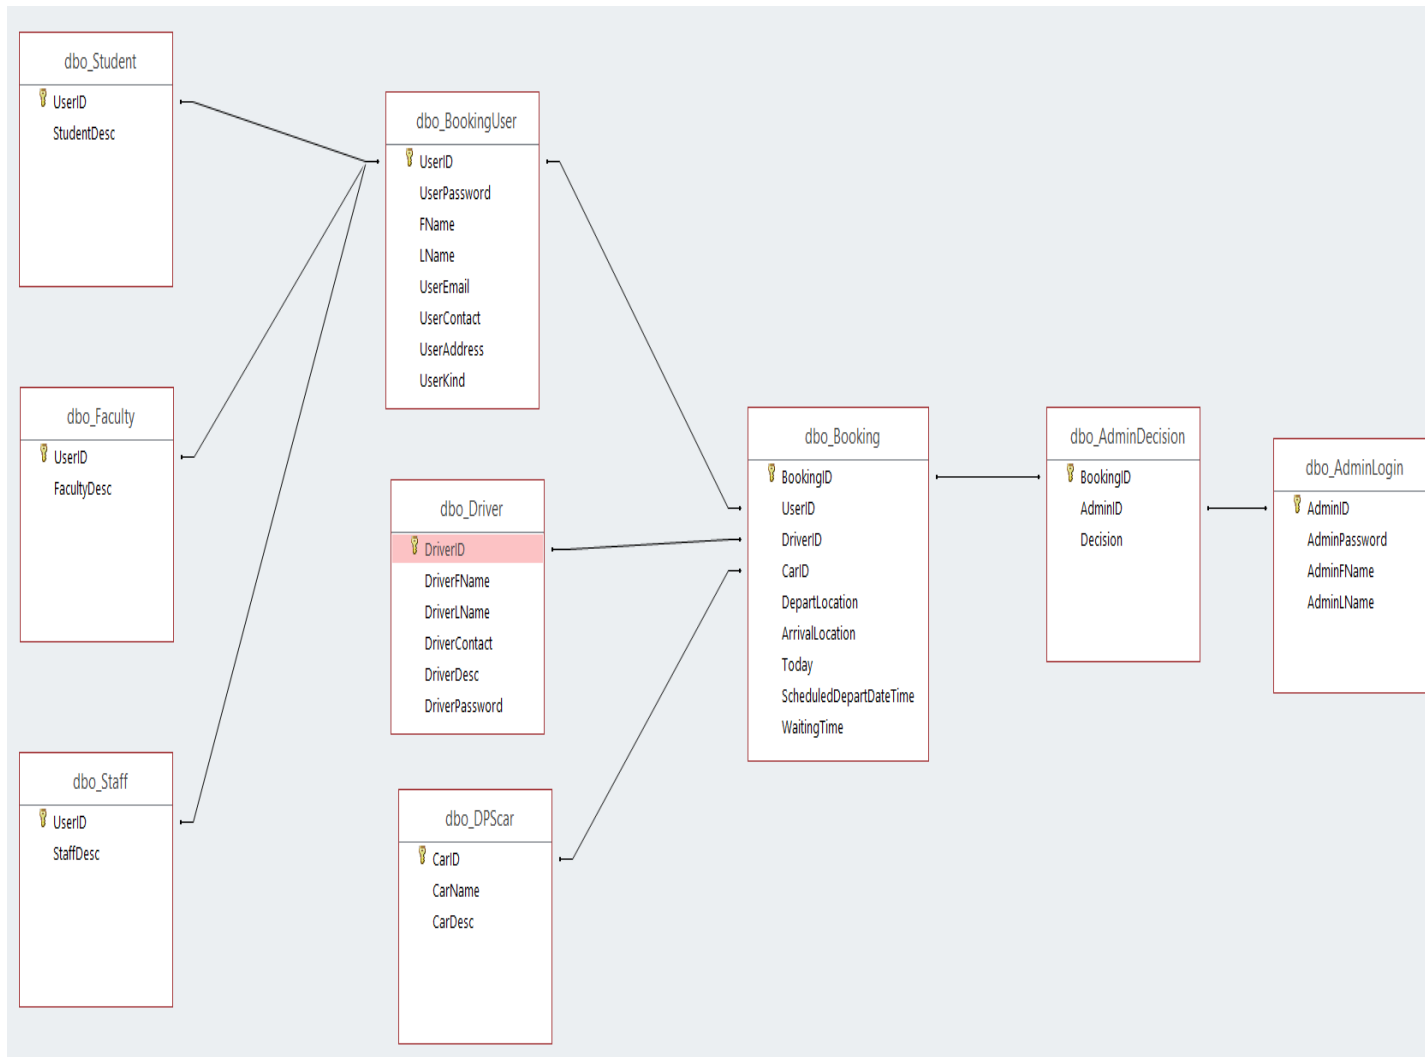 dbo_Student
UserID
StudentDesc
dbo_BookingUser
UserID
UserPassword
FName
LName
UserEmail
UserContact
UserAddress
UserKind
dbo_Faculty
UserID
FacultyDesc
dbo_Driver
DriverID
DriverFName
DriverLName
DriverContact
DriverDesc
DriverPassword
dbo_Booking
BookingID
UserID
DriverID
CarID
DepartLocation
ArrivalLocation
Today
ScheduledDepartDateTime
WaitingTime
dbo_AdminDecision
BookingID
AdminID
Decision
dbo_AdminLogin
AdminID
AdminPassword
AdminFName
AdminLName
dbo_Staff
UserID
StaffDesc
dbo_DPScar
CarID
CarName
CarDesc